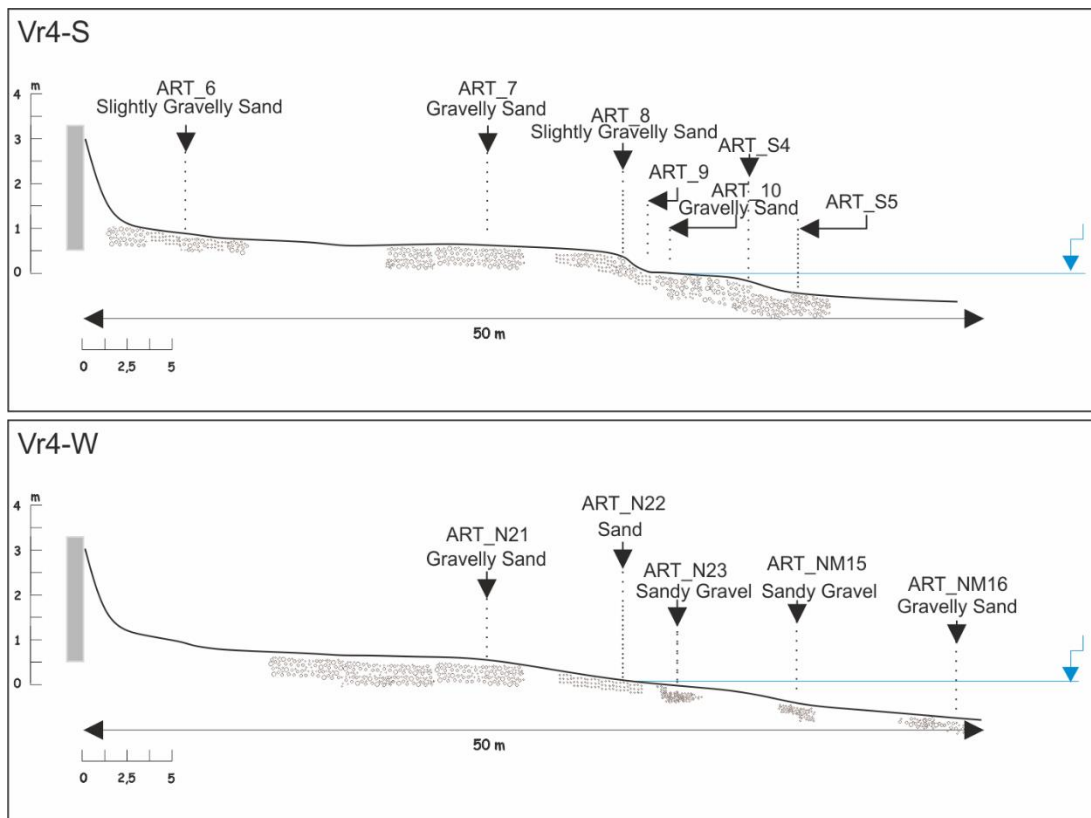 Vr4-S
m
4
3
2
1
0
ART_6
Slightly Gravelly Sand
ART_7
Gravelly Sand
ART_8
Slightly Gravelly Sand
ART_S4
ART_9
ART_10
Gravelly Sand
ART_S5
50 m
0 2,5 5
Vr4-W
m
4
3
2
1
0
ART_N21
Gravelly Sand
ART_N22
Sand
ART_N23
Sandy Gravel
ART_NM15
Sandy Gravel
ART_NM16
Gravelly Sand
50 m
0 2,5 5